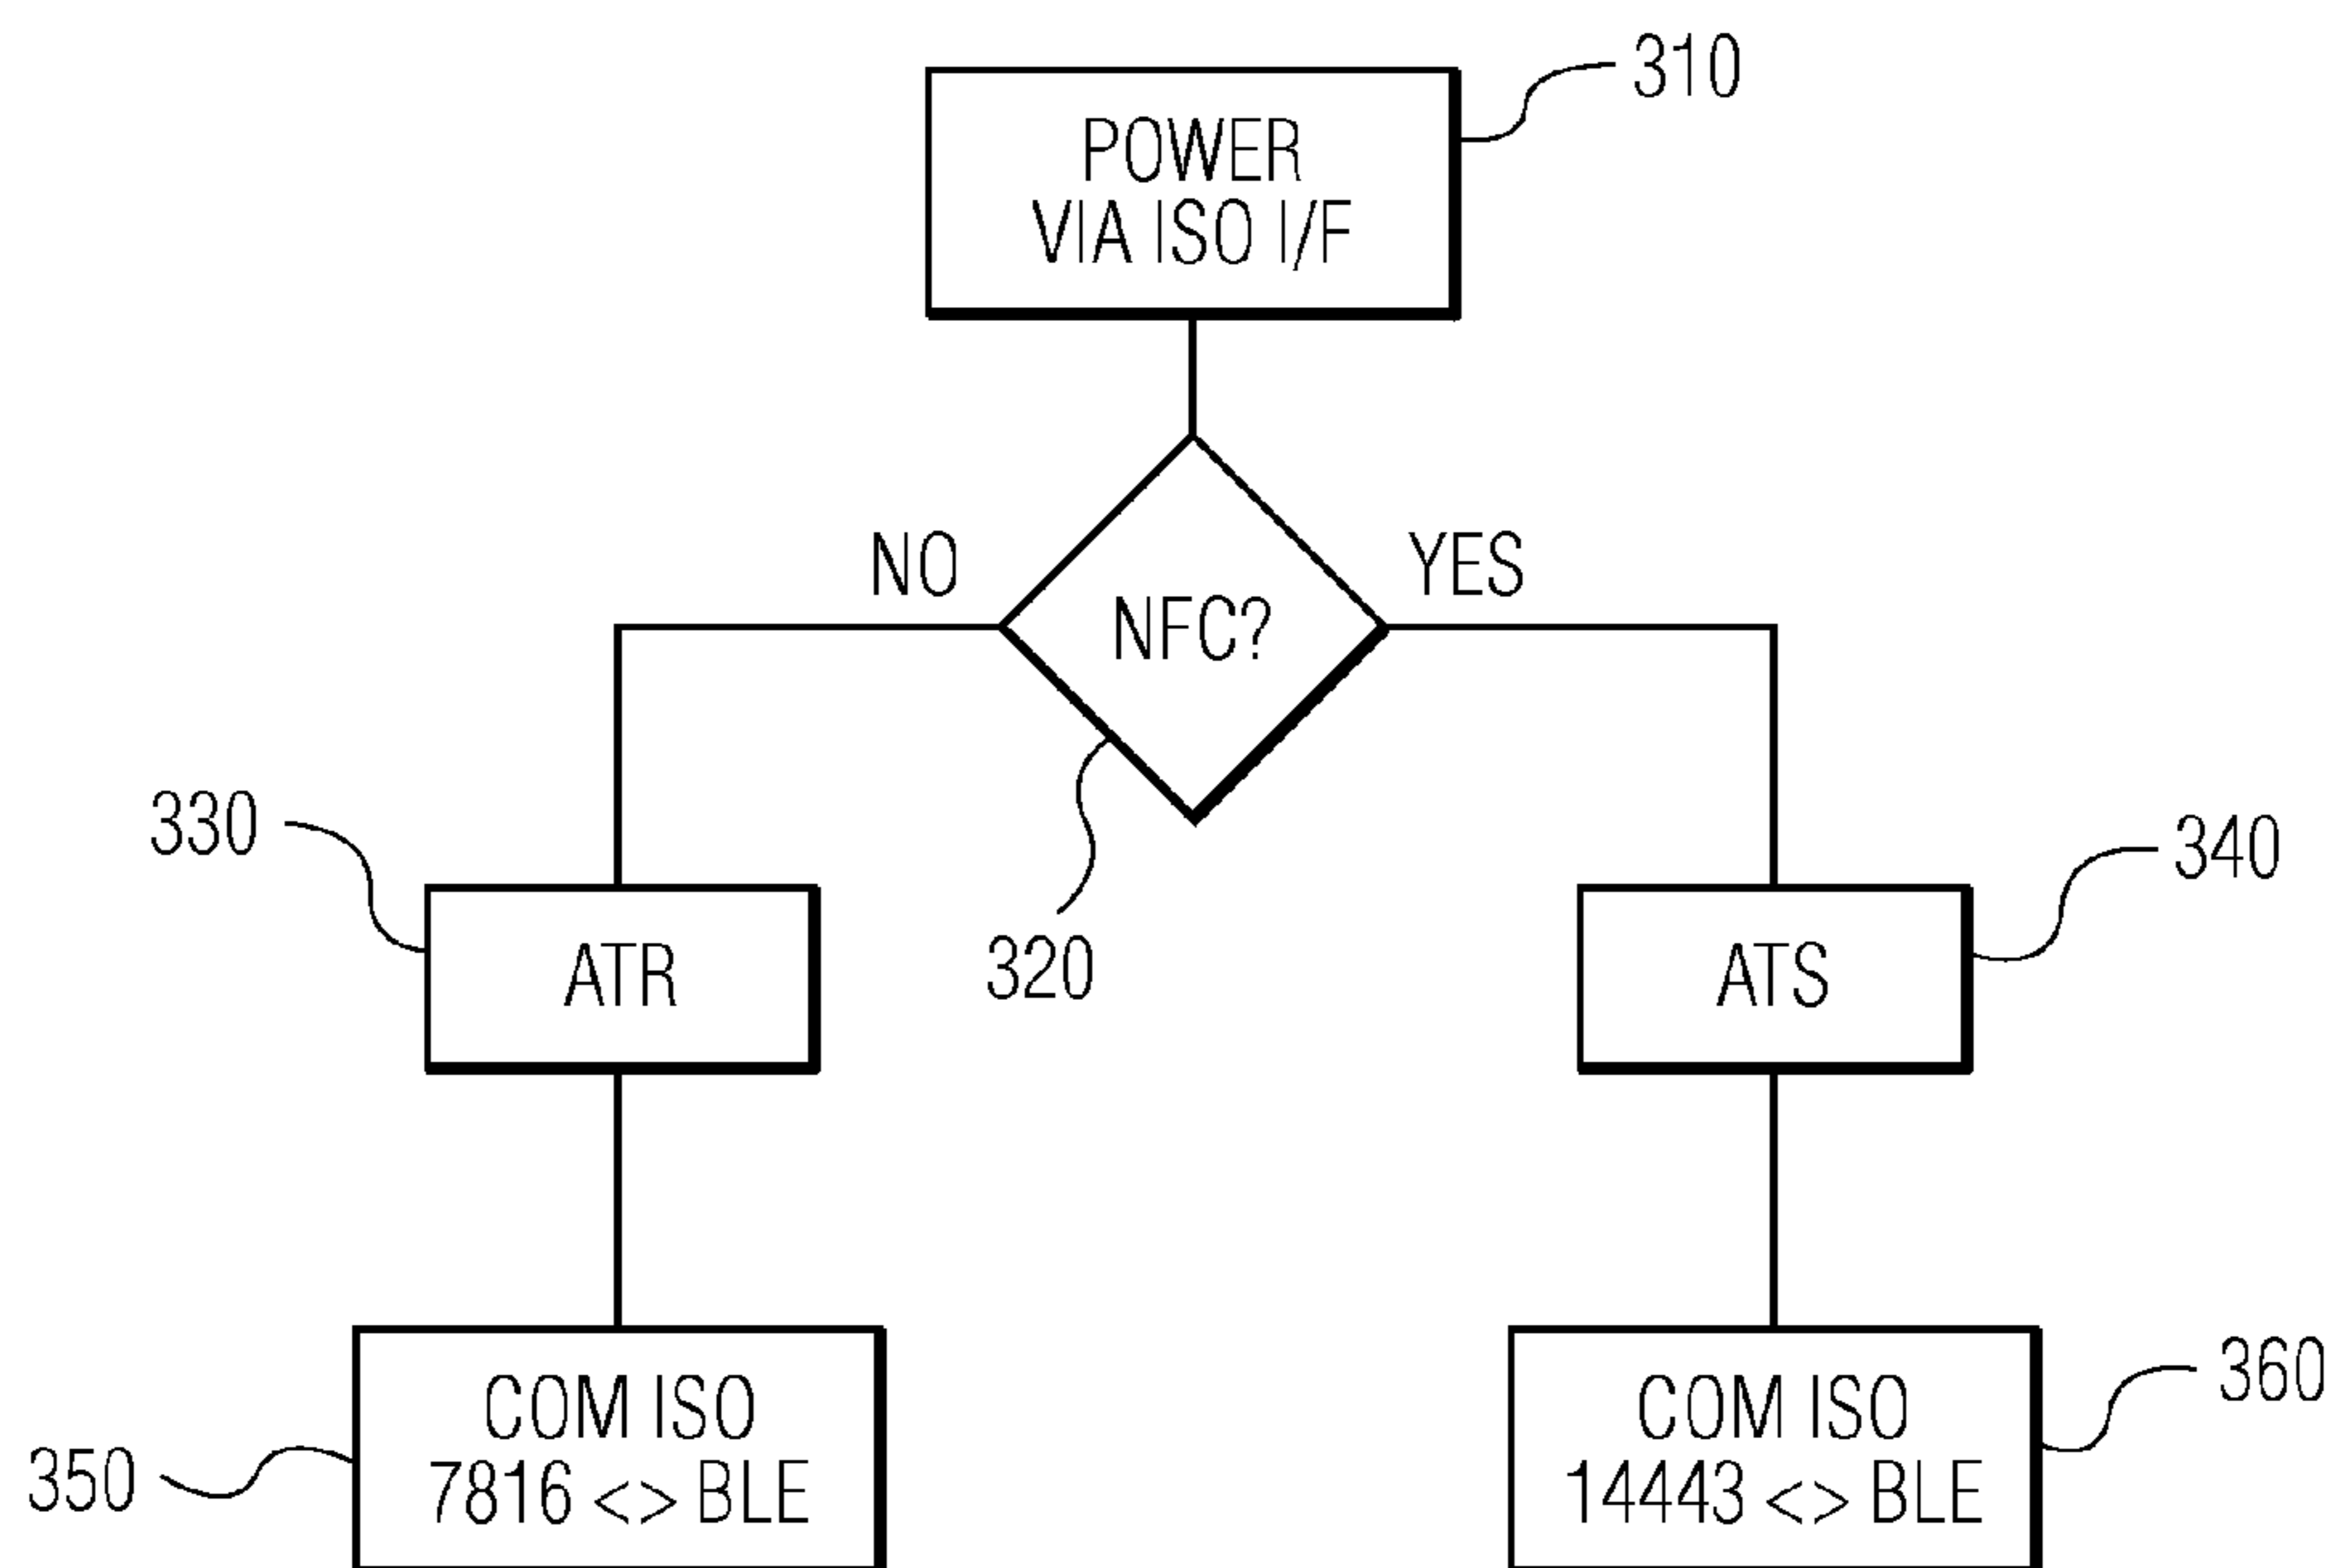 310
POWER
VIA ISO I/F
NO
YES
NFC?
330
340
320
ATR
ATS
350
COM ISO
7816 <> BLE
360
COM ISO
14443 <> BLE